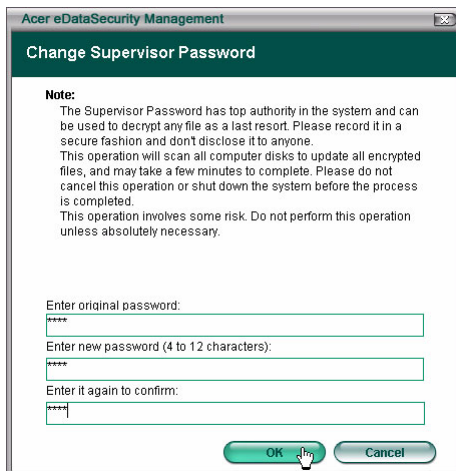 Acer eDataSecurity Management
Change Supervisor Password
Note:
The Supervisor Password has top authority in the system and can
be used to decrypt any file as a last resort. Please record it in a
secure fashion and don't disclose it to anyone.
This operation will scan all computer disks to update all encrypted
files, and may take a few minutes to complete. Please do not
cancel this operation or shut down the system before the process
is completed.
This operation involves some risk. Do not perform this operation
unless absolutely necessary.
Enter original password:
****
Enter new password (4 to 12 characters):
****
Enter it again to confirm:
****
OK
Cancel